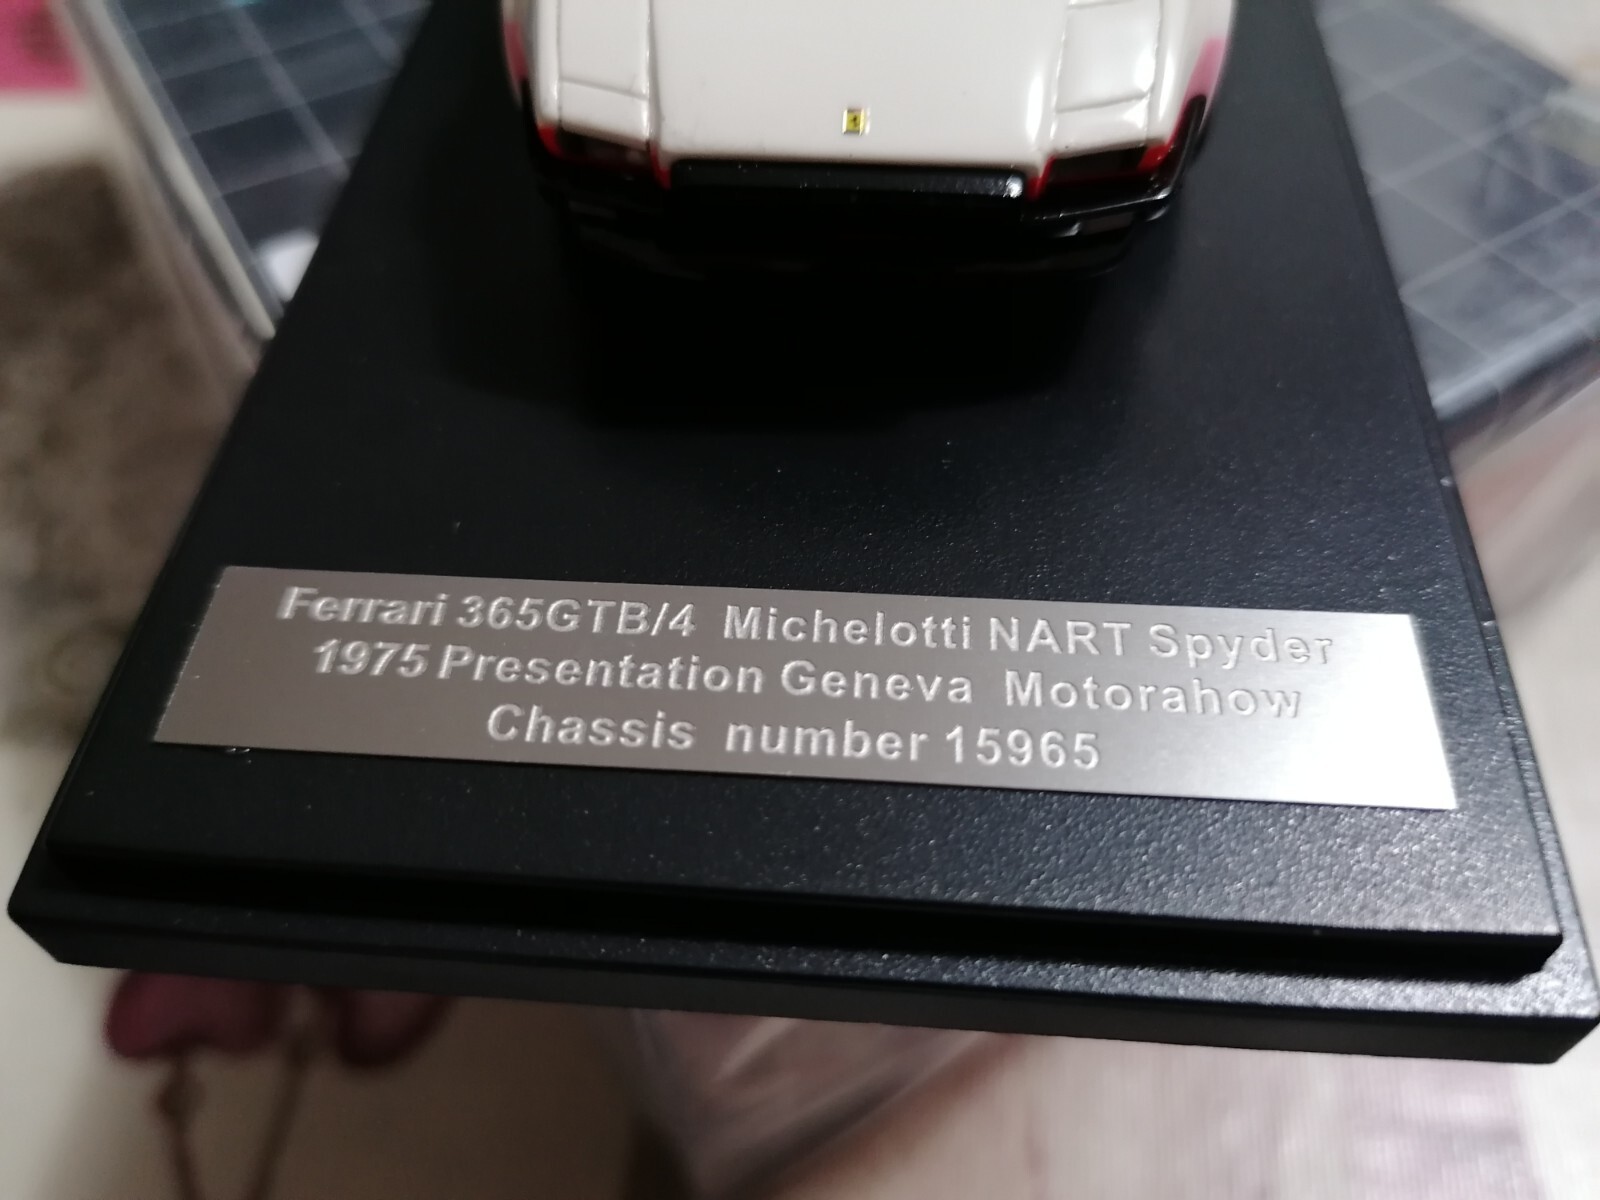 Ferrari 365GTB/4 Michelotti NART Spyder
1975 Presentation Geneva Motorahow
Chassis number 15965